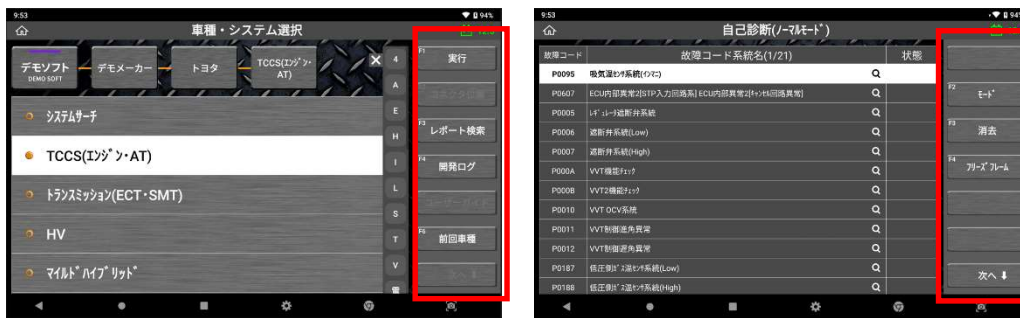 9:53
94%
車種・システム選択
デモソフト
DEMO SOFT
デモメーカー
トヨタ
TCCS(ｴﾝｼﾞﾝ･
AT)
システムサーチ
TCCS(ｴﾝｼﾞﾝ･AT)
ﾄﾗﾝｽﾐｯｼｮﾝ(ECT･SMT)
HV
ﾏｲﾙﾄﾞﾊｲﾌﾞﾘｯﾄﾞ
4
A
E
H
I
L
S
T
V
F1
実行
F3
レポート検索
F4
開発ログ
F6
前回車種
次へ⬇
9:53
94%
自己診断(ﾉｰﾏﾙﾓｰﾄﾞ)
故障コード
故障コード系統名(1/21)
状態
P0095
吸気温ｾﾝｻ系統(ｲﾝﾏﾆ)
P0607
ECU内部異常2[STP入力回路系] ECU内部異常2[ｷｬﾝｾﾙ回路異常]
P0005
ﾚｷﾞｭﾚｰﾀ遮断弁系統
P0006
遮断弁系統(Low)
P0007
遮断弁系統(High)
P000A
VVT機能ﾁｪｯｸ
P000B
VVT2機能ﾁｪｯｸ
P0010
VVT OCV系統
P0011
VVT制御進角異常
P0012
VVT制御遅角異常
P0187
低圧側ｶﾞｽ温ｾﾝｻ系統(Low)
P0188
低圧側ｶﾞｽ温ｾﾝｻ系統(High)
F2
ﾓｰﾄﾞ
F3
消去
F4
ﾌﾘｰｽﾞﾌﾚｰﾑ
次へ⬇